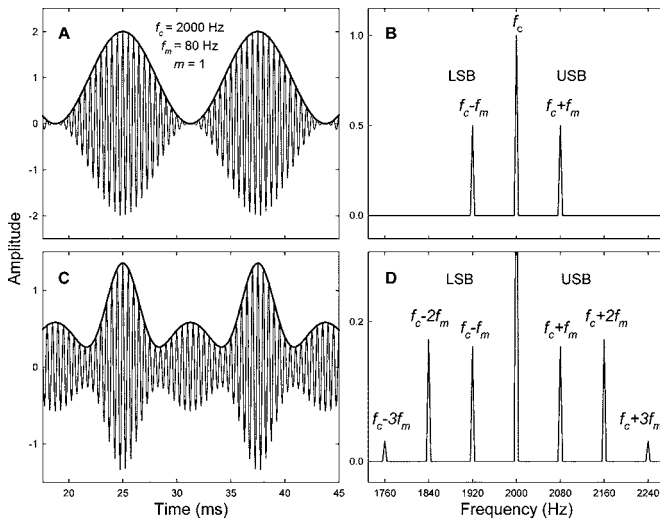 A
f_c = 2000 Hz
f_m = 80 Hz
m = 1
2
1
0
-1
-2
B
f_c
LSB
USB
f_c-f_m
f_c+f_m
1.0
0.5
0.0
Amplitude
C
1
0
-1
20
25
30
35
40
45
Time (ms)
D
LSB
USB
f_c-2f_m
f_c+2f_m
f_c-f_m
f_c+f_m
f_c-3f_m
f_c+3f_m
0.2
0.0
1760
1840
1920
2000
2080
2160
2240
Frequency (Hz)